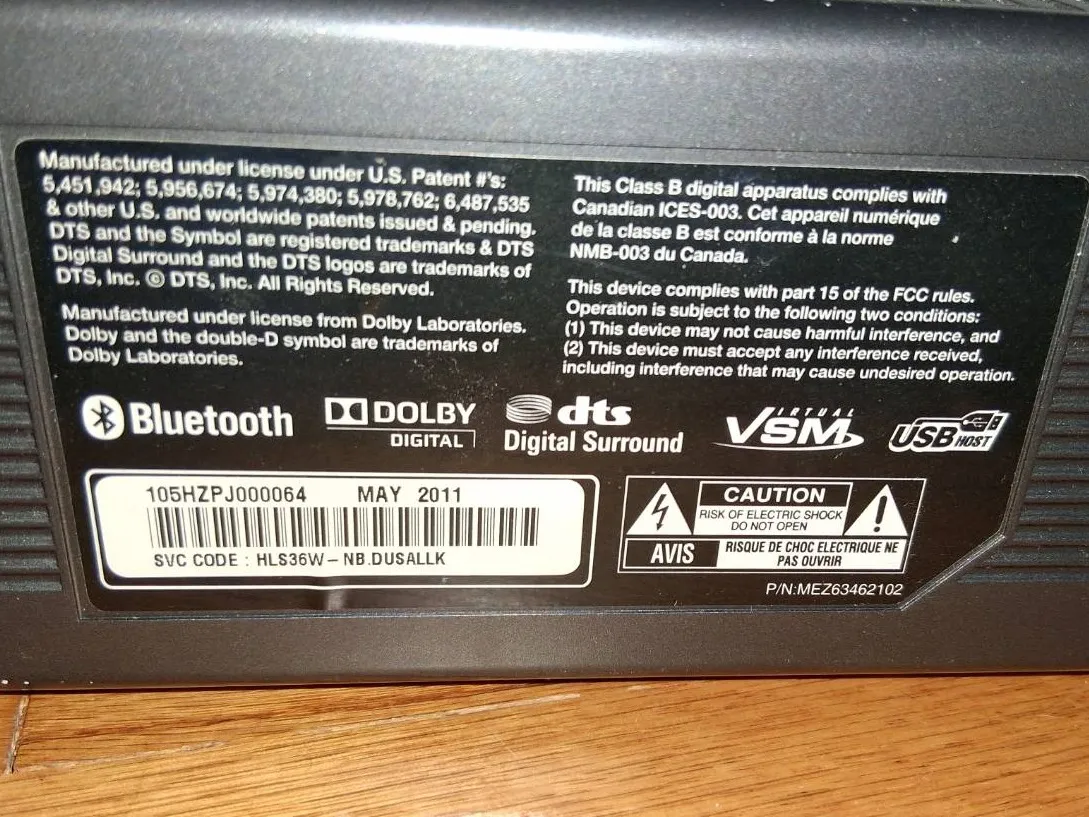 Manufactured under license under U.S. Patent #'s:
5,451,942; 5,956,674; 5,974,380; 5,978,762; 6,487,535
& other U.S. and worldwide patents issued & pending.
DTS and the Symbol are registered trademarks & DTS
Digital Surround and the DTS logos are trademarks of
DTS, Inc. © DTS, Inc. All Rights Reserved.
Manufactured under license from Dolby Laboratories.
Dolby and the double-D symbol are trademarks of
Dolby Laboratories.
This Class B digital apparatus complies with
Canadian ICES-003. Cet appareil numérique
de la classe B est conforme à la norme
NMB-003 du Canada.
This device complies with part 15 of the FCC rules.
Operation is subject to the following two conditions:
(1) This device may not cause harmful interference, and
(2) This device must accept any interference received,
including interference that may cause undesired operation.
Bluetooth
DOLBY
DIGITAL
dts
Digital Surround
VIRTUAL
VSM
USB HOST
105HZPJ000064 MAY 2011
SVC CODE : HLS36W-NB.DUSALLK
CAUTION
RISK OF ELECTRIC SHOCK
DO NOT OPEN
AVIS
RISQUE DE CHOC ELECTRIQUE NE
PAS OUVRIR
P/N:MEZ63462102